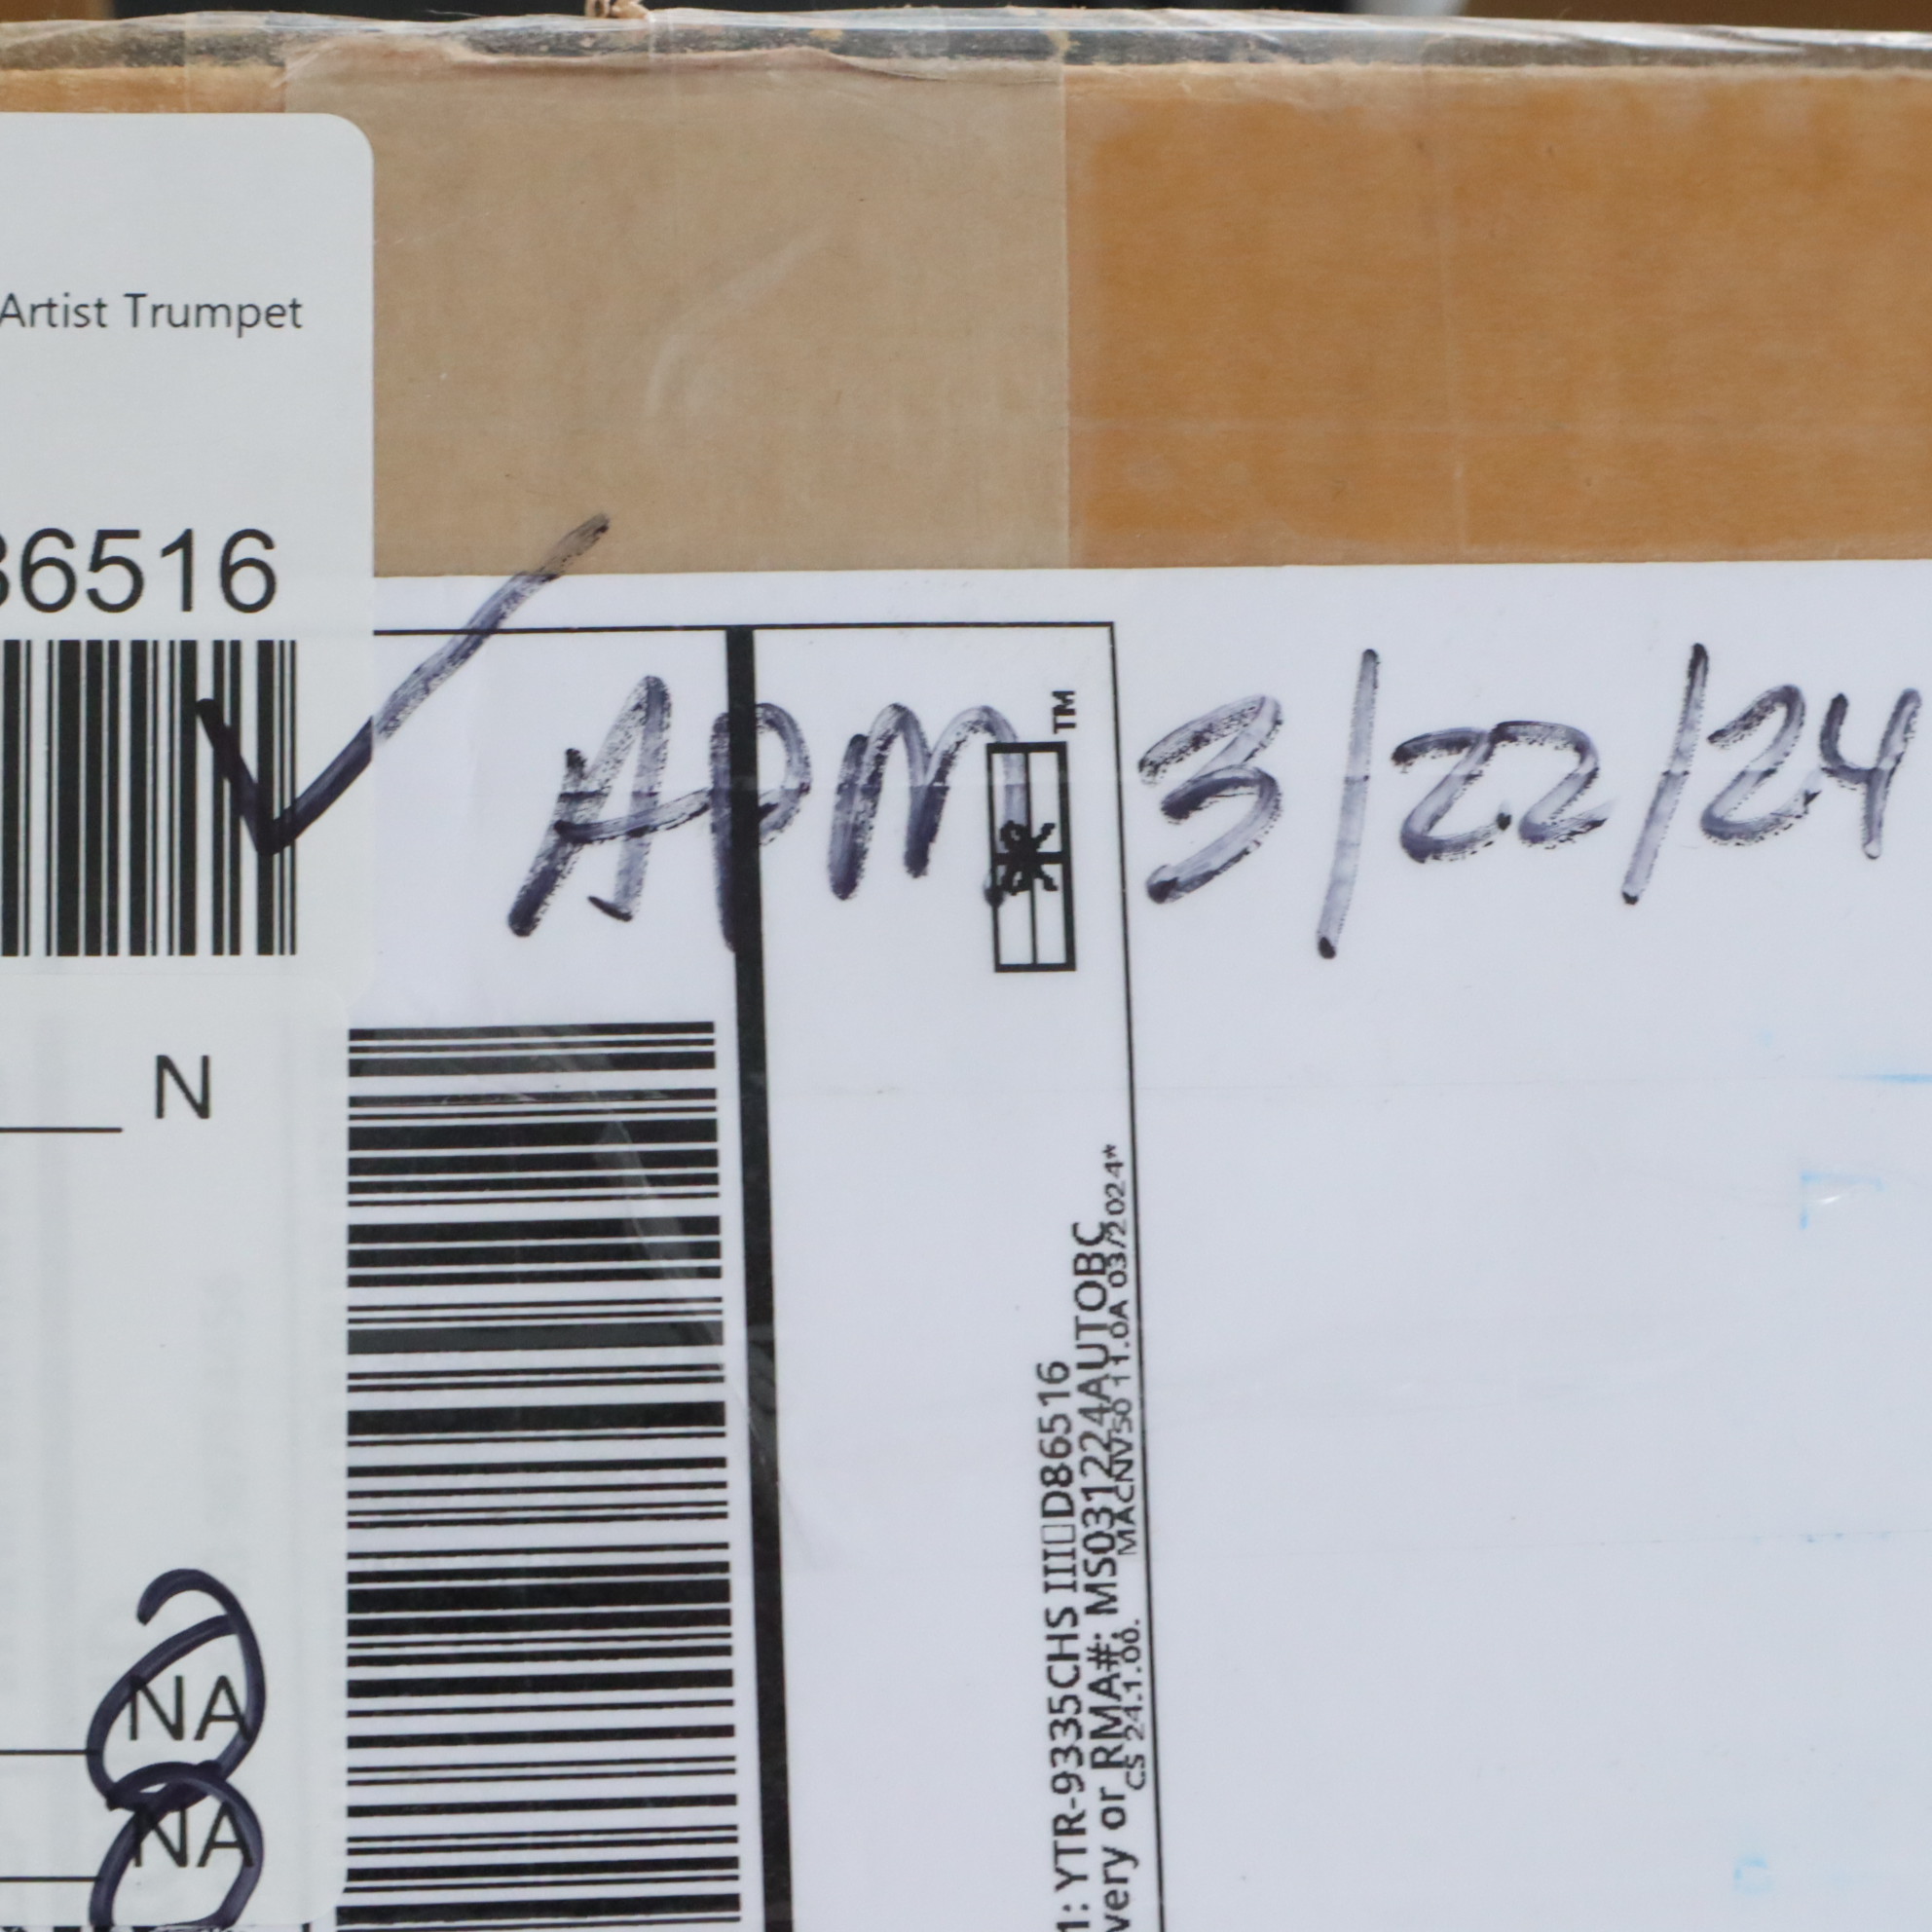 Artist Trumpet
36516
APM 3/22/24
TM
N
NA
NA
1: YTR-9335CHS III▯D86516
very or RMA#: MS031224AUTOBC
CS 24.1.00. MACNV50 11.0A 03/2024*